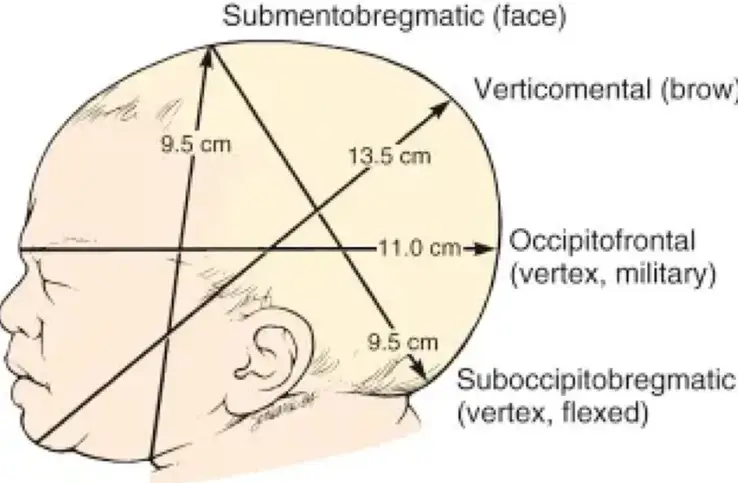 Submentobregmatic (face)
Verticomental (brow)
9.5 cm
13.5 cm
Occipitofrontal
(vertex, military)
11.0 cm
9.5 cm
Suboccipitobregmatic
(vertex, flexed)